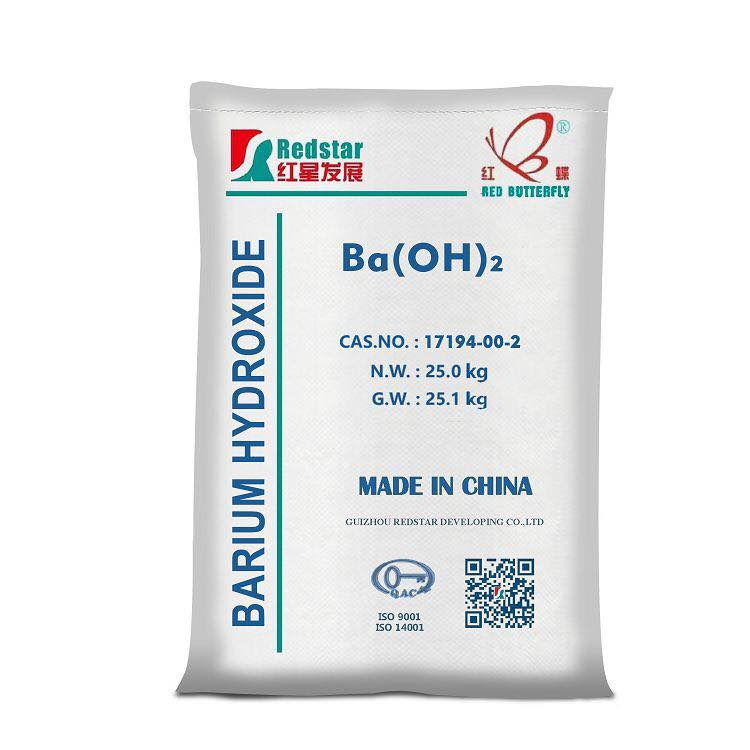 Redstar
红星发展
®
红 蝶
RED BUTTERFLY
BARIUM HYDROXIDE
Ba(OH)₂
CAS.NO. : 17194-00-2
N.W. : 25.0 kg
G.W. : 25.1 kg
MADE IN CHINA
GUIZHOU REDSTAR DEVELOPING CO.,LTD
QAC
ISO 9001
ISO 14001